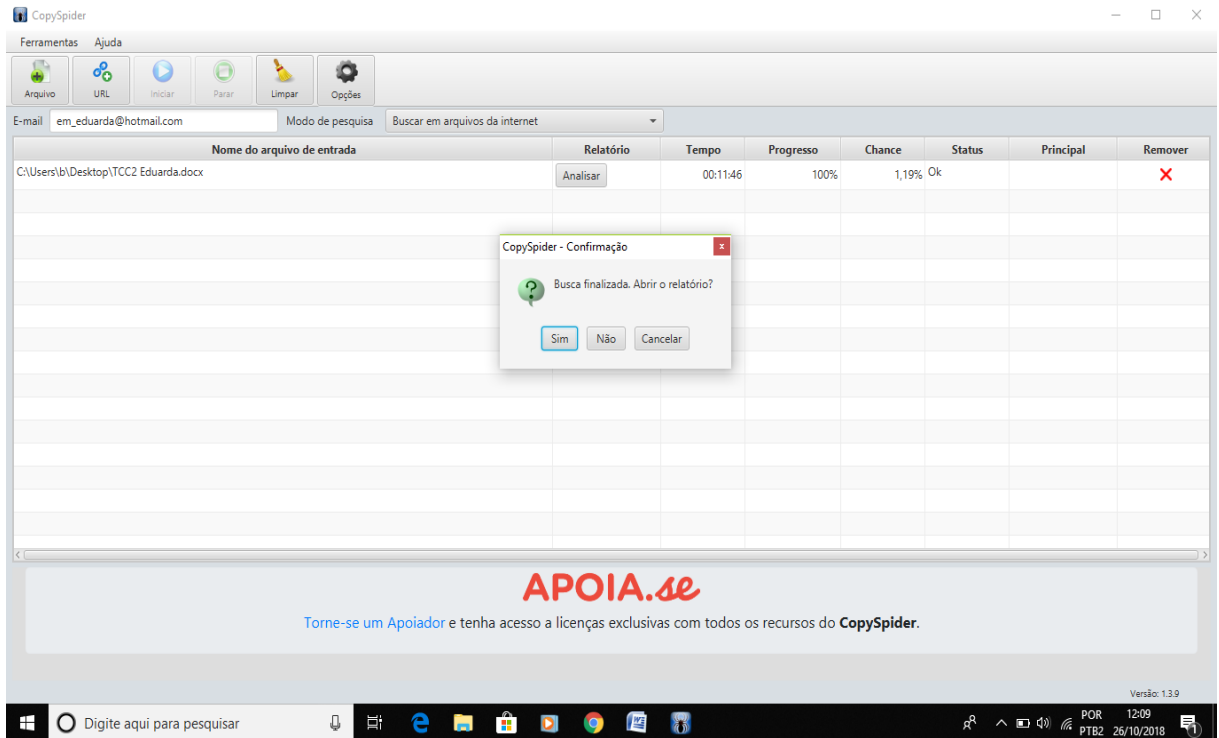 CopySpider
Ferramentas Ajuda
Arquivo URL Iniciar Parar Limpar Opções
E-mail em_eduarda@hotmail.com Modo de pesquisa Buscar em arquivos da internet
Nome do arquivo de entrada Relatório Tempo Progresso Chance Status Principal Remover
C:\Users\b\Desktop\TCC2 Eduarda.docx Analisar 00:11:46 100% 1,19% Ok
CopySpider - Confirmação
Busca finalizada. Abrir o relatório?
Sim Não Cancelar
APOIA.se
Torne-se um Apoiador e tenha acesso a licenças exclusivas com todos os recursos do CopySpider.
Versão: 1.3.9
Digite aqui para pesquisar
POR 12:09
PTB2 26/10/2018
1